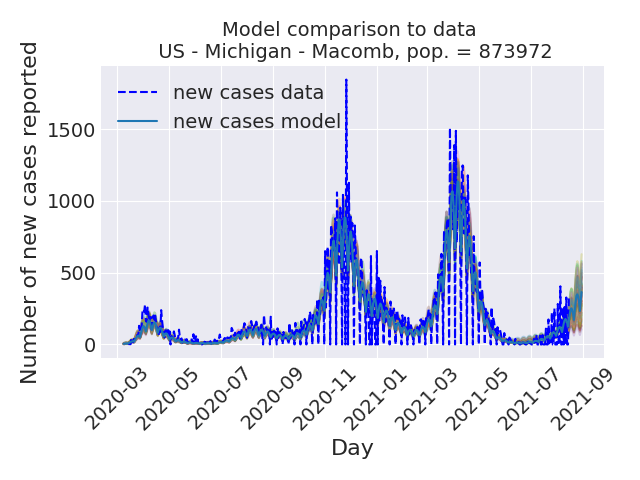 Model comparison to data
US - Michigan - Macomb, pop. = 873972
Number of new cases reported
new cases data
new cases model
1500
1000
500
0
2020-03
2020-05
2020-07
2020-09
2020-11
2021-01
2021-03
2021-05
2021-07
2021-09
Day